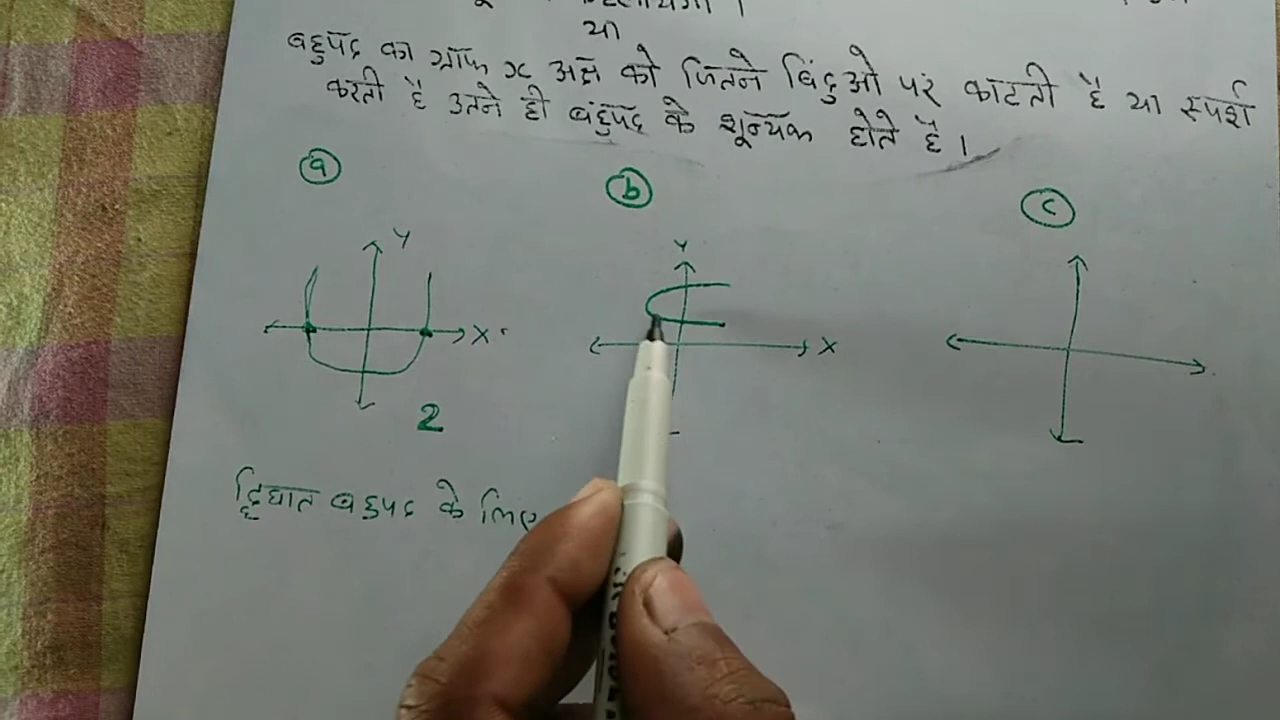 या
बहुपद का ग्रॉफ x अक्ष को जितने बिंदुओ पर काटती है या स्पर्श
करती है उतने ही बहुपद के शून्यक होते है।
a
b
c
Y
Y
X
X
2
द्विघात बहुपद के लिए